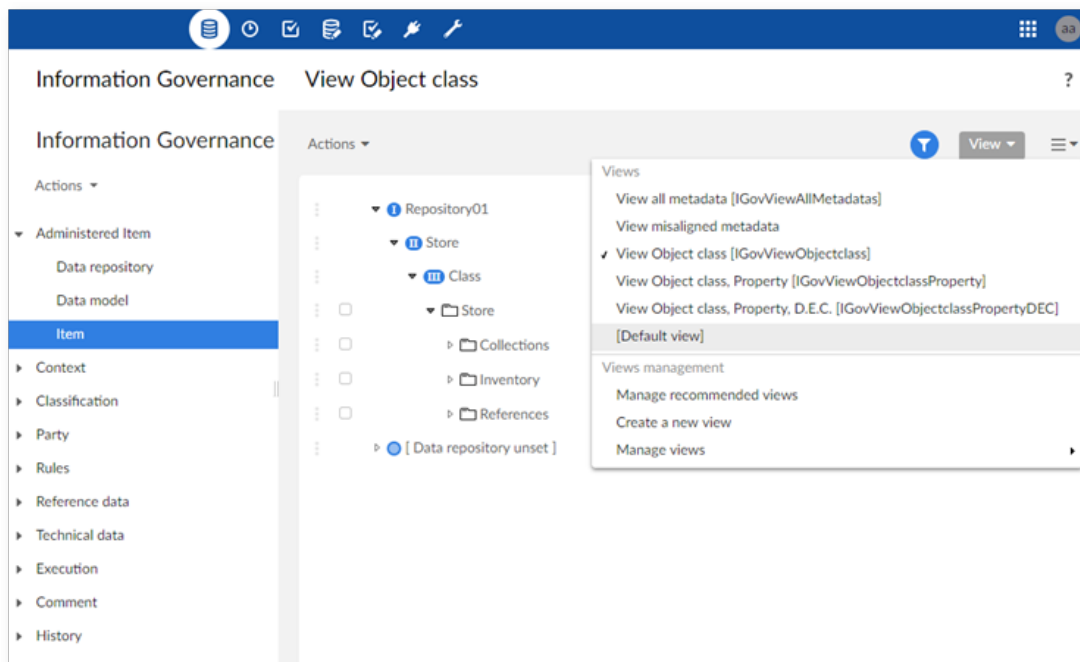 aa
Information Governance
View Object class
?
Information Governance
Actions
Administered Item
Data repository
Data model
Item
Context
Classification
Party
Rules
Reference data
Technical data
Execution
Comment
History
Actions
View
I Repository01
II Store
III Class
Store
Collections
Inventory
References
[ Data repository unset ]
Views
View all metadata [IGovViewAllMetadatas]
View misaligned metadata
View Object class [IGovViewObjectclass]
View Object class, Property [IGovViewObjectclassProperty]
View Object class, Property, D.E.C. [IGovViewObjectclassPropertyDEC]
[Default view]
Views management
Manage recommended views
Create a new view
Manage views